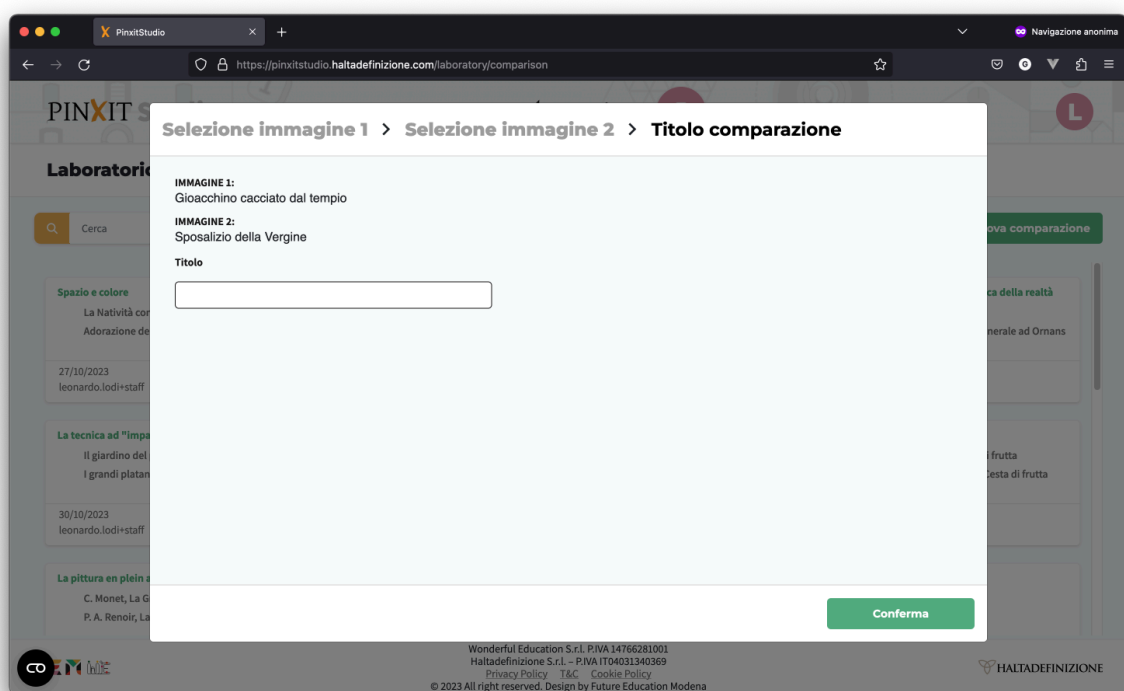 PinxitStudio
Navigazione anonima
https://pinxitstudio.haltadefinizione.com/laboratory/comparison
PINXIT S
L
Selezione immagine 1 > Selezione immagine 2 > Titolo comparazione
Laboratorio
IMMAGINE 1:
Gioacchino cacciato dal tempio
IMMAGINE 2:
Sposalizio della Vergine
Titolo
Cerca
ova comparazione
Spazio e colore
La Natività con
Adorazione de
27/10/2023
leonardo.lodi+staff
ca della realtà
nerale ad Ornans
La tecnica ad "impa
Il giardino del
I grandi platan
30/10/2023
leonardo.lodi+staff
i frutta
Cesta di frutta
La pittura en plein a
C. Monet, La G
P. A. Renoir, La
Conferma
Wonderful Education S.r.l. P.IVA 14766281001
Haltadefinizione S.r.l. – P.IVA IT04031340369
Privacy Policy T&C Cookie Policy
© 2023 All right reserved. Design by Future Education Modena
HALTADEFINIZIONE